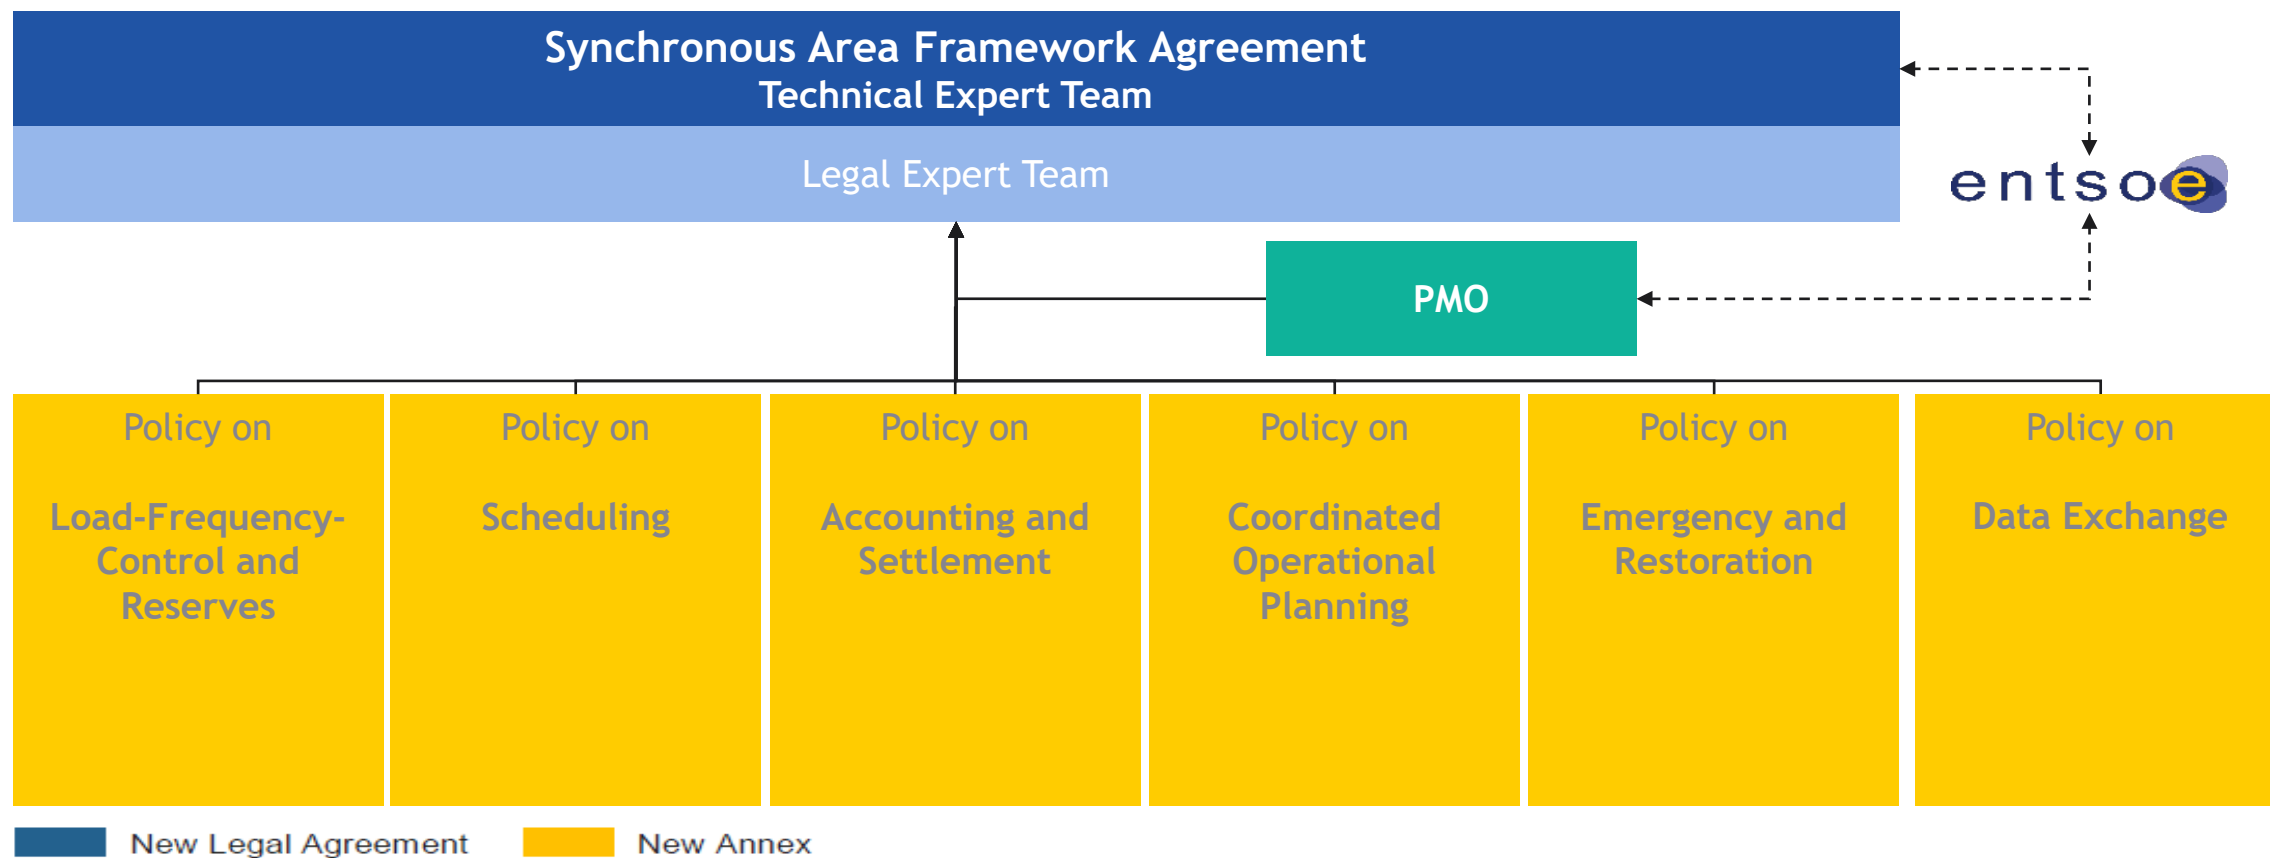 Synchronous Area Framework Agreement
Technical Expert Team
Legal Expert Team
entsoe
PMO
Policy on
Load-Frequency-
Control and
Reserves
Policy on
Scheduling
Policy on
Accounting and
Settlement
Policy on
Coordinated
Operational
Planning
Policy on
Emergency and
Restoration
Policy on
Data Exchange
New Legal Agreement
New Annex